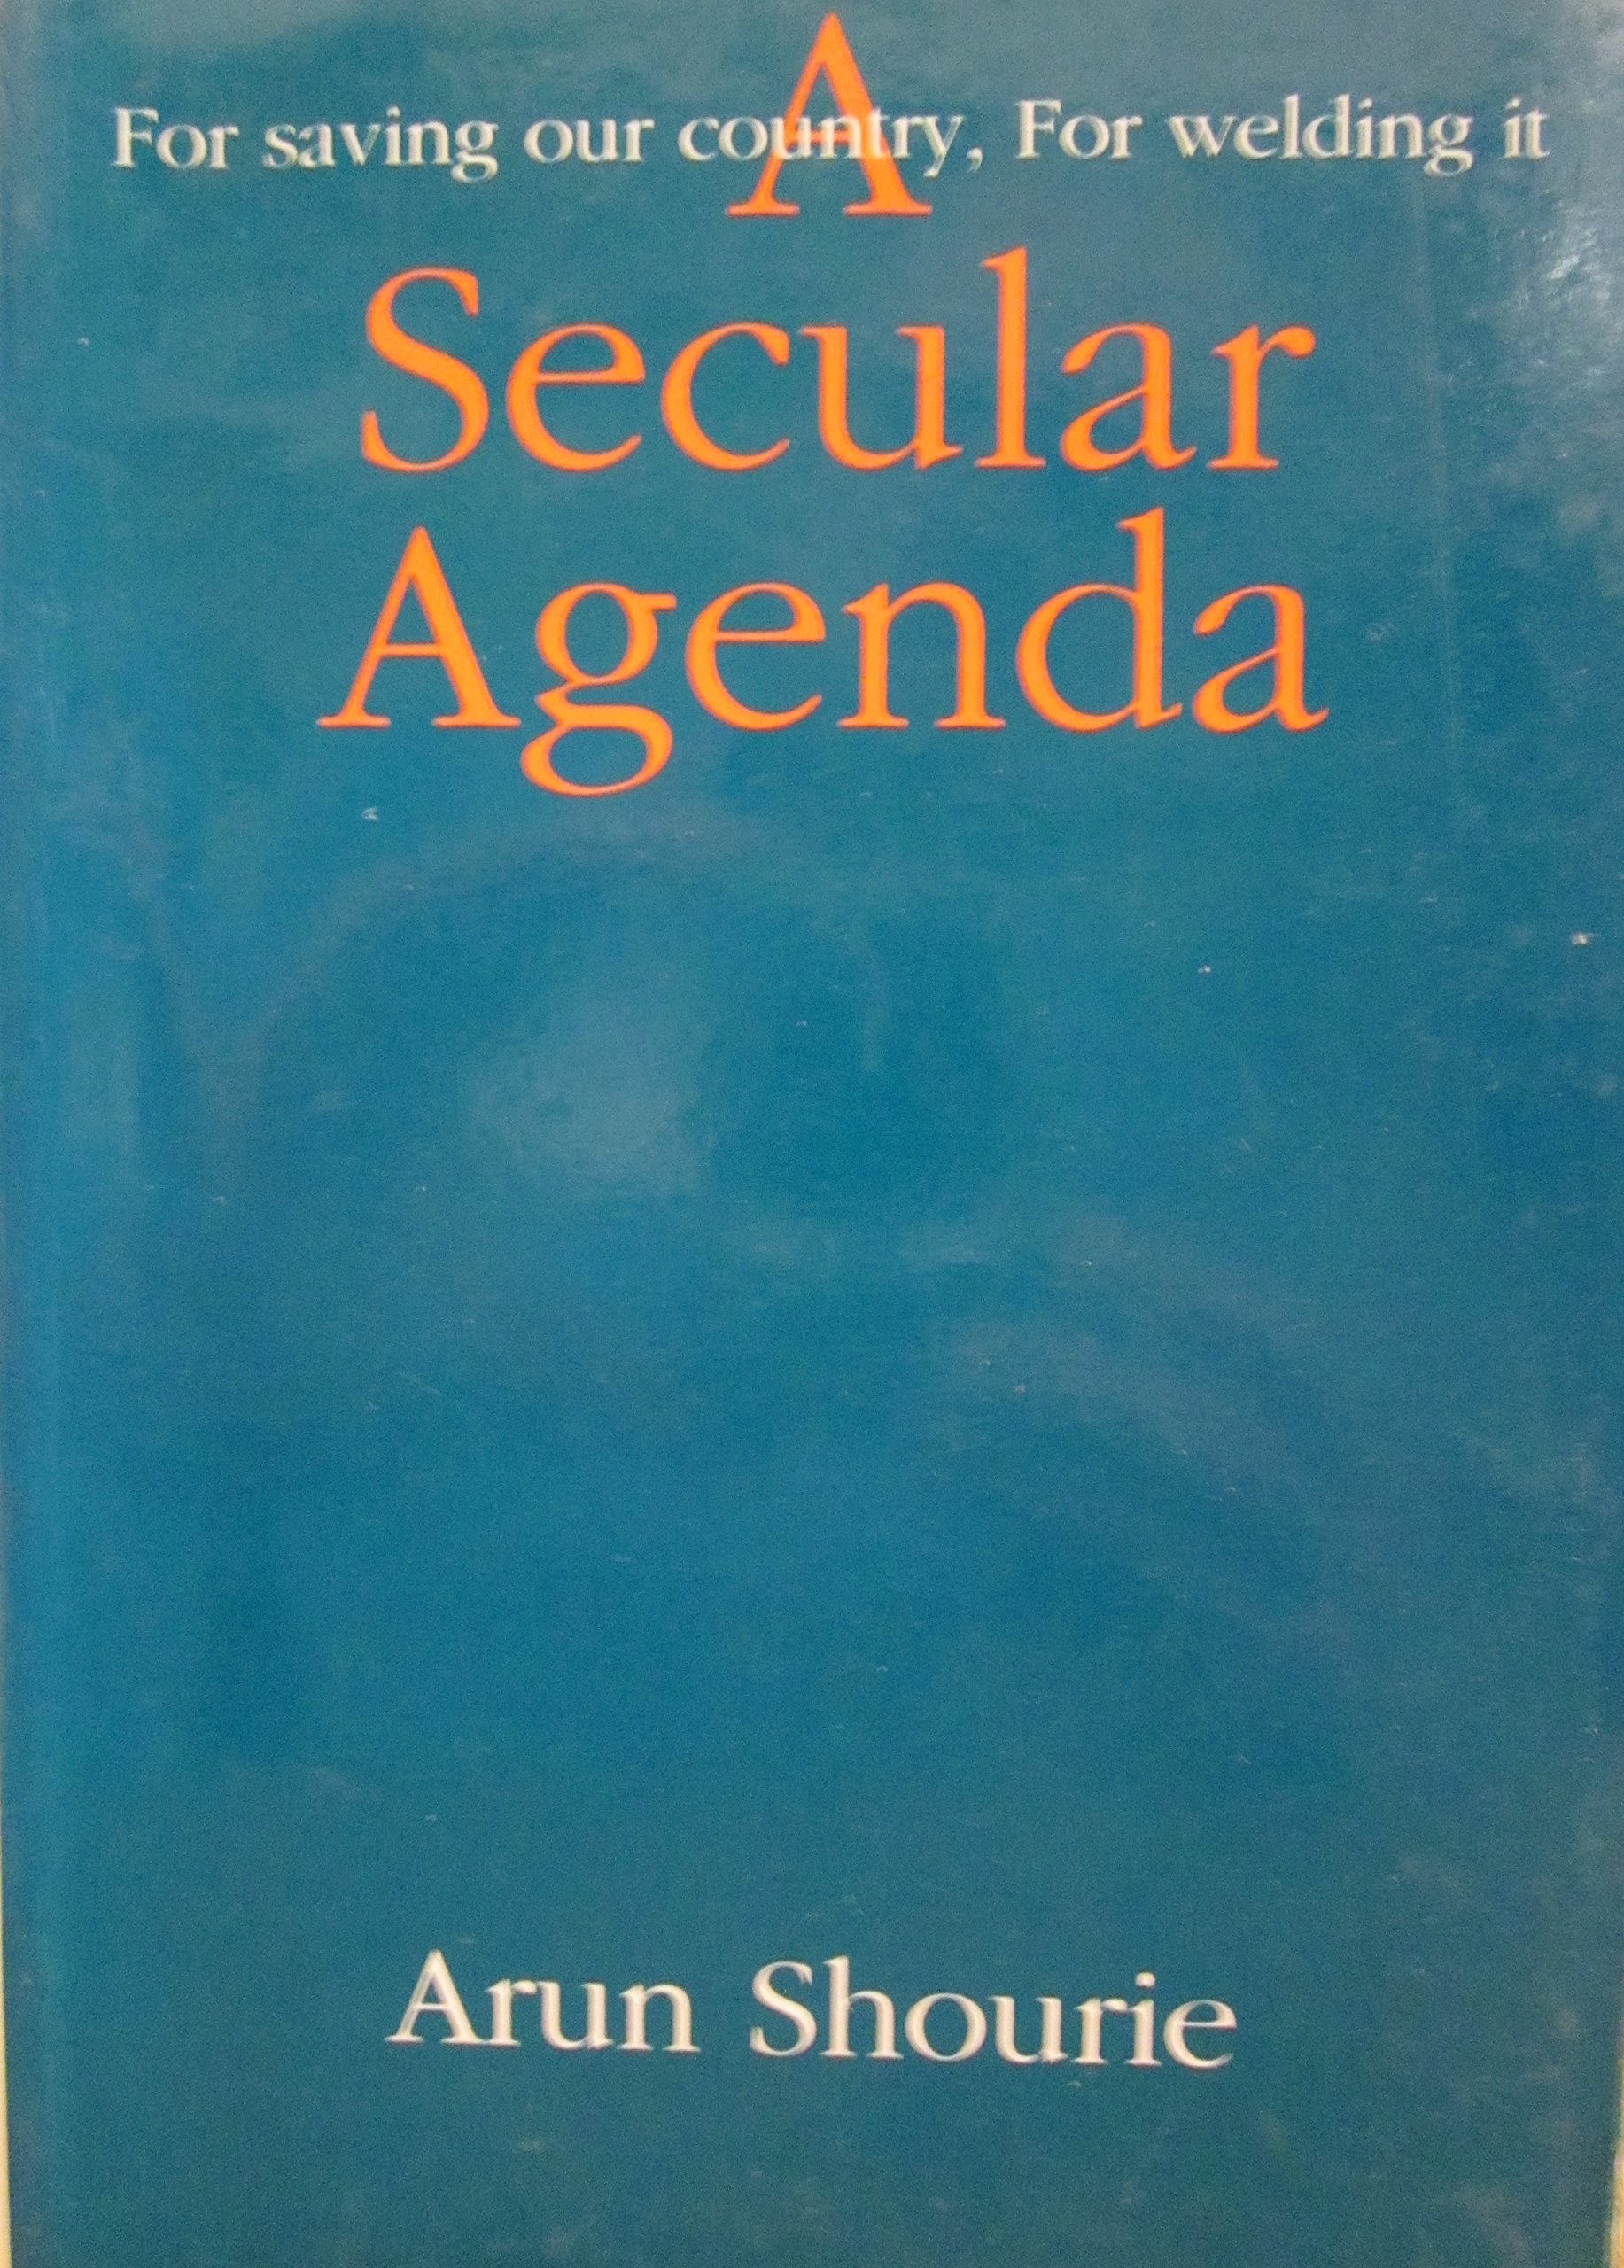 A
For saving our country, For welding it
Secular
Agenda
Arun Shourie